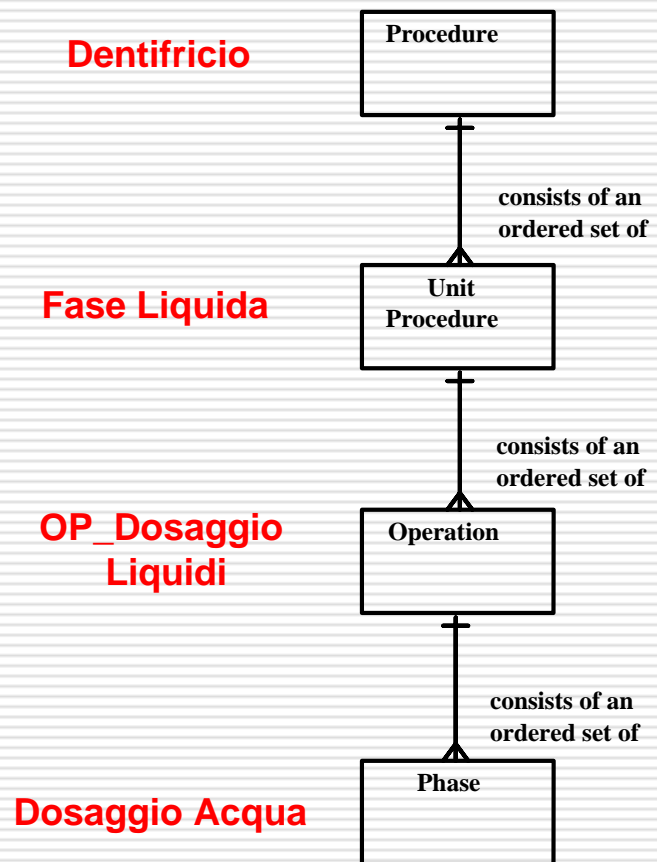 Dentifricio
Procedure
consists of an
ordered set of
Fase Liquida
Unit
Procedure
consists of an
ordered set of
OP_Dosaggio
Liquidi
Operation
consists of an
ordered set of
Dosaggio Acqua
Phase